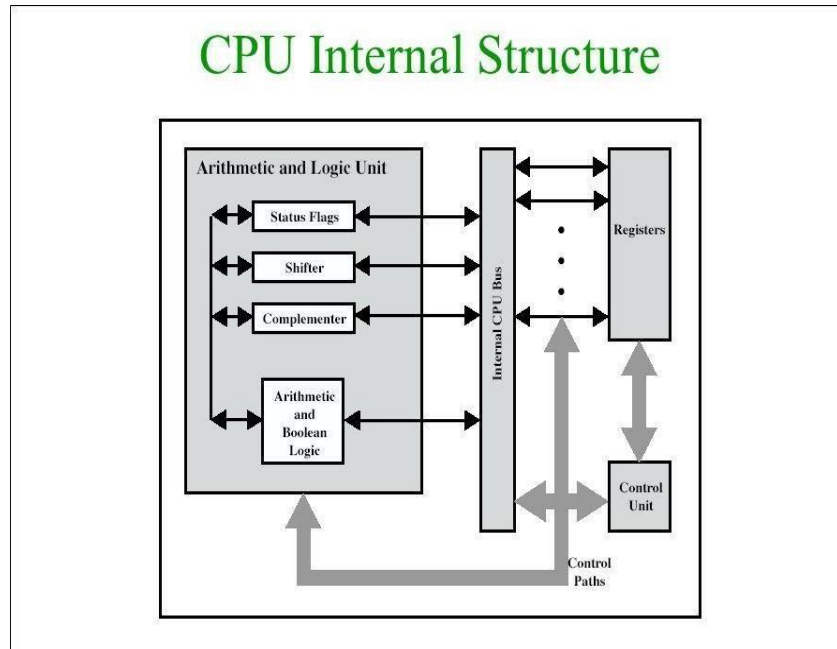 CPU Internal Structure
Arithmetic and Logic Unit
Status Flags
Shifter
Complementer
Arithmetic
and
Boolean
Logic
Internal CPU Bus
Registers
Control
Unit
Control
Paths